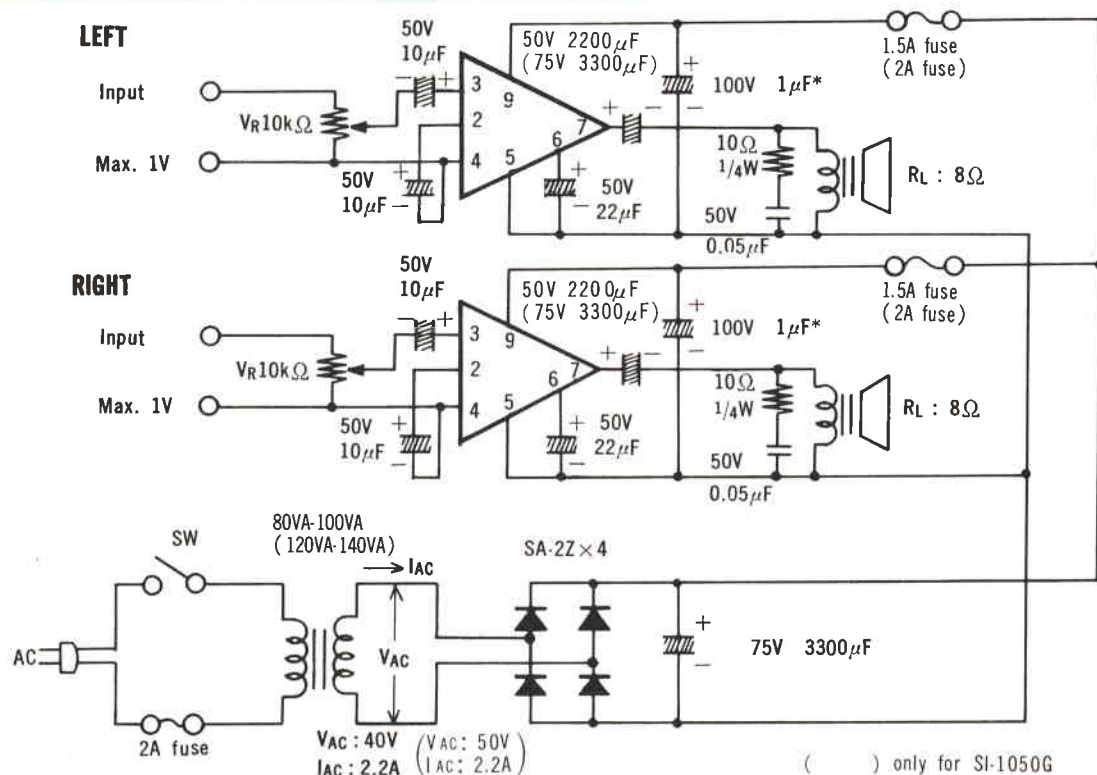 LEFT
50V
10μF
Input
VR10kΩ
Max. 1V
50V
10μF
3
2
4
9
5
6
7
50V 2200μF
(75V 3300μF)
50V
22μF
100V 1μF*
10Ω
1/4W
50V
0.05μF
1.5A fuse
(2A fuse)
RL : 8Ω
RIGHT
50V
10μF
Input
VR10kΩ
Max. 1V
50V
10μF
3
2
4
9
5
6
7
50V 2200μF
(75V 3300μF)
50V
22μF
100V 1μF*
10Ω
1/4W
50V
0.05μF
1.5A fuse
(2A fuse)
RL : 8Ω
SW
AC
2A fuse
80VA-100VA
(120VA-140VA)
IAC
VAC
VAC : 40V (VAC : 50V
IAC : 2.2A IAC : 2.2A)
SA-2Z×4
75V 3300μF
( ) only for SI-1050G